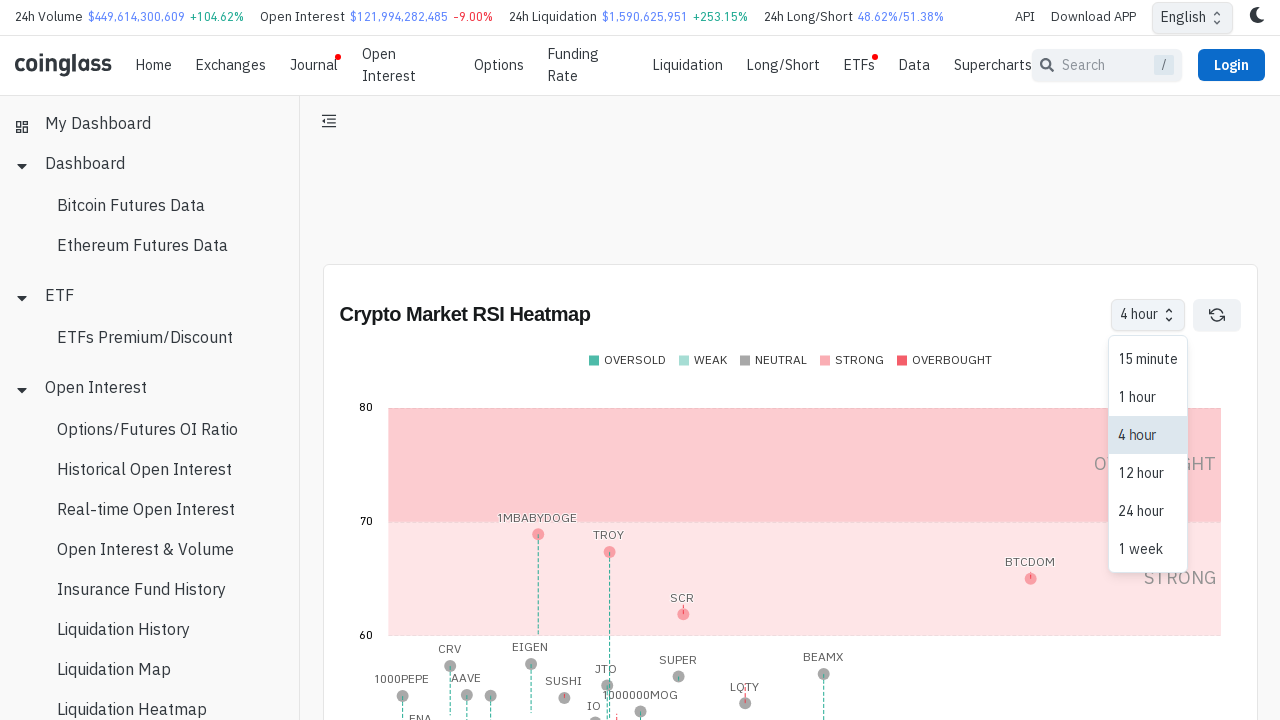 24h Volume $449,614,300,609 +104.62% Open Interest $121,994,282,485 -9.00% 24h Liquidation $1,590,625,951 +253.15% 24h Long/Short 48.62%/51.38% API Download APP English
coinglass Home Exchanges Journal Open Interest Options Funding Rate Liquidation Long/Short ETFs Data Supercharts Search / Login
My Dashboard
Dashboard
Bitcoin Futures Data
Ethereum Futures Data
ETF
ETFs Premium/Discount
Open Interest
Options/Futures OI Ratio
Historical Open Interest
Real-time Open Interest
Open Interest & Volume
Insurance Fund History
Liquidation History
Liquidation Map
Liquidation Heatmap
Crypto Market RSI Heatmap
4 hour
15 minute
1 hour
4 hour
12 hour
24 hour
1 week
OVERSOLD WEAK NEUTRAL STRONG OVERBOUGHT
80
70
60
STRONG
1MBABYDOGE
TROY
BTCDOM
SCR
CRV
EIGEN
SUPER
BEAMX
1000PEPE
AAVE
SUSHI
JTO
LQTY
1000000MOG
IO
ENA